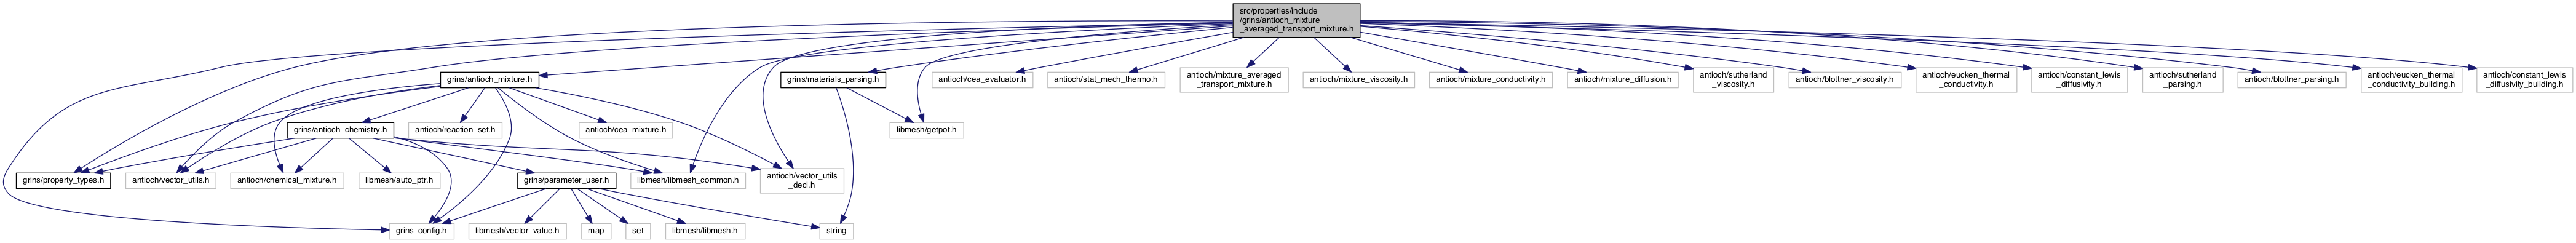 src/properties/include
/grins/antioch_mixture
_averaged_transport_mixture.h
grins/antioch_mixture.h
grins/materials_parsing.h
antioch/cea_evaluator.h
antioch/stat_mech_thermo.h
antioch/mixture_averaged
_transport_mixture.h
antioch/mixture_viscosity.h
antioch/mixture_conductivity.h
antioch/mixture_diffusion.h
antioch/sutherland
_viscosity.h
antioch/blottner_viscosity.h
antioch/eucken_thermal
_conductivity.h
antioch/constant_lewis
_diffusivity.h
antioch/sutherland
_parsing.h
antioch/blottner_parsing.h
antioch/eucken_thermal
_conductivity_building.h
antioch/constant_lewis
_diffusivity_building.h
grins/antioch_chemistry.h
antioch/reaction_set.h
antioch/cea_mixture.h
libmesh/getpot.h
grins/property_types.h
antioch/vector_utils.h
antioch/chemical_mixture.h
libmesh/auto_ptr.h
grins/parameter_user.h
libmesh/libmesh_common.h
antioch/vector_utils
_decl.h
grins_config.h
libmesh/vector_value.h
map
set
libmesh/libmesh.h
string